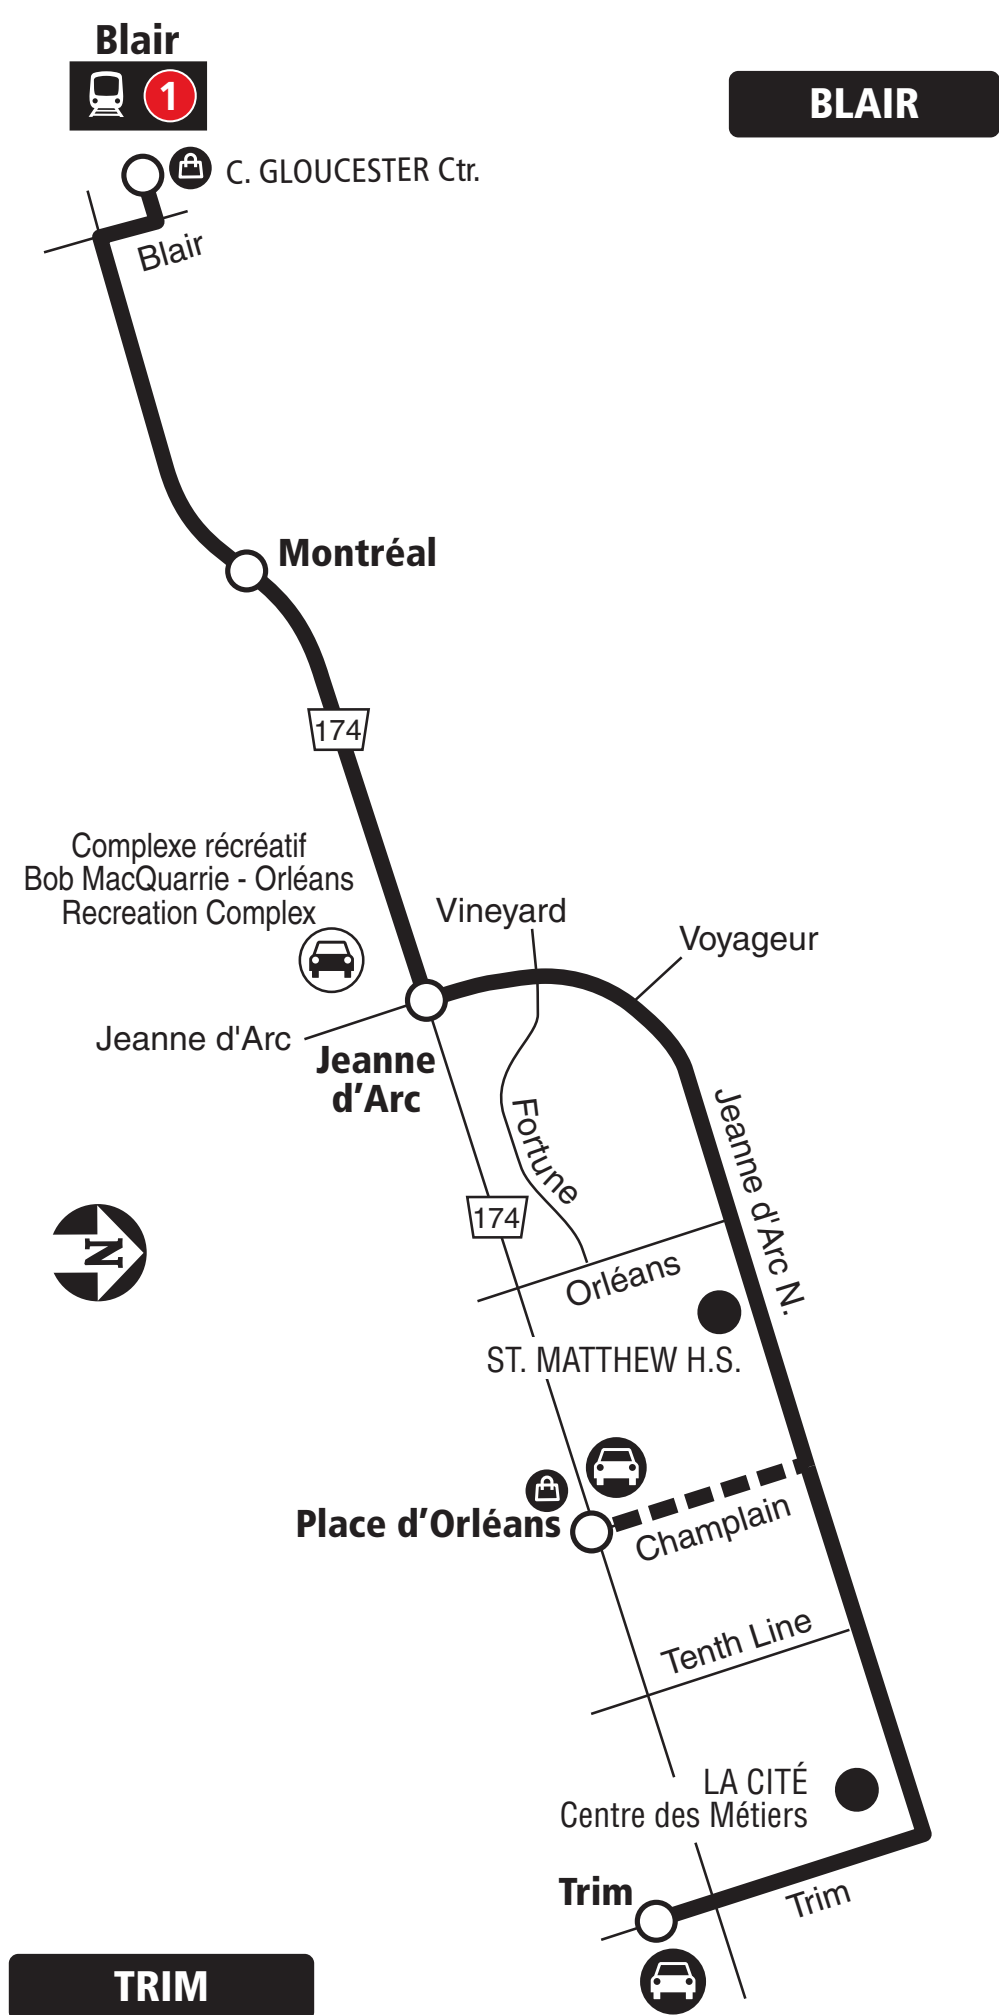 Blair
1
BLAIR
C. GLOUCESTER Ctr.
Blair
Montréal
174
Complexe récréatif
Bob MacQuarrie - Orléans
Recreation Complex
Vineyard
Voyageur
Jeanne d'Arc
Jeanne
d’Arc
Jeanne d'Arc N.
Fortune
174
N
Orléans
ST. MATTHEW H.S.
Place d’Orléans
Champlain
Tenth Line
LA CITÉ
Centre des Métiers
Trim
Trim
TRIM